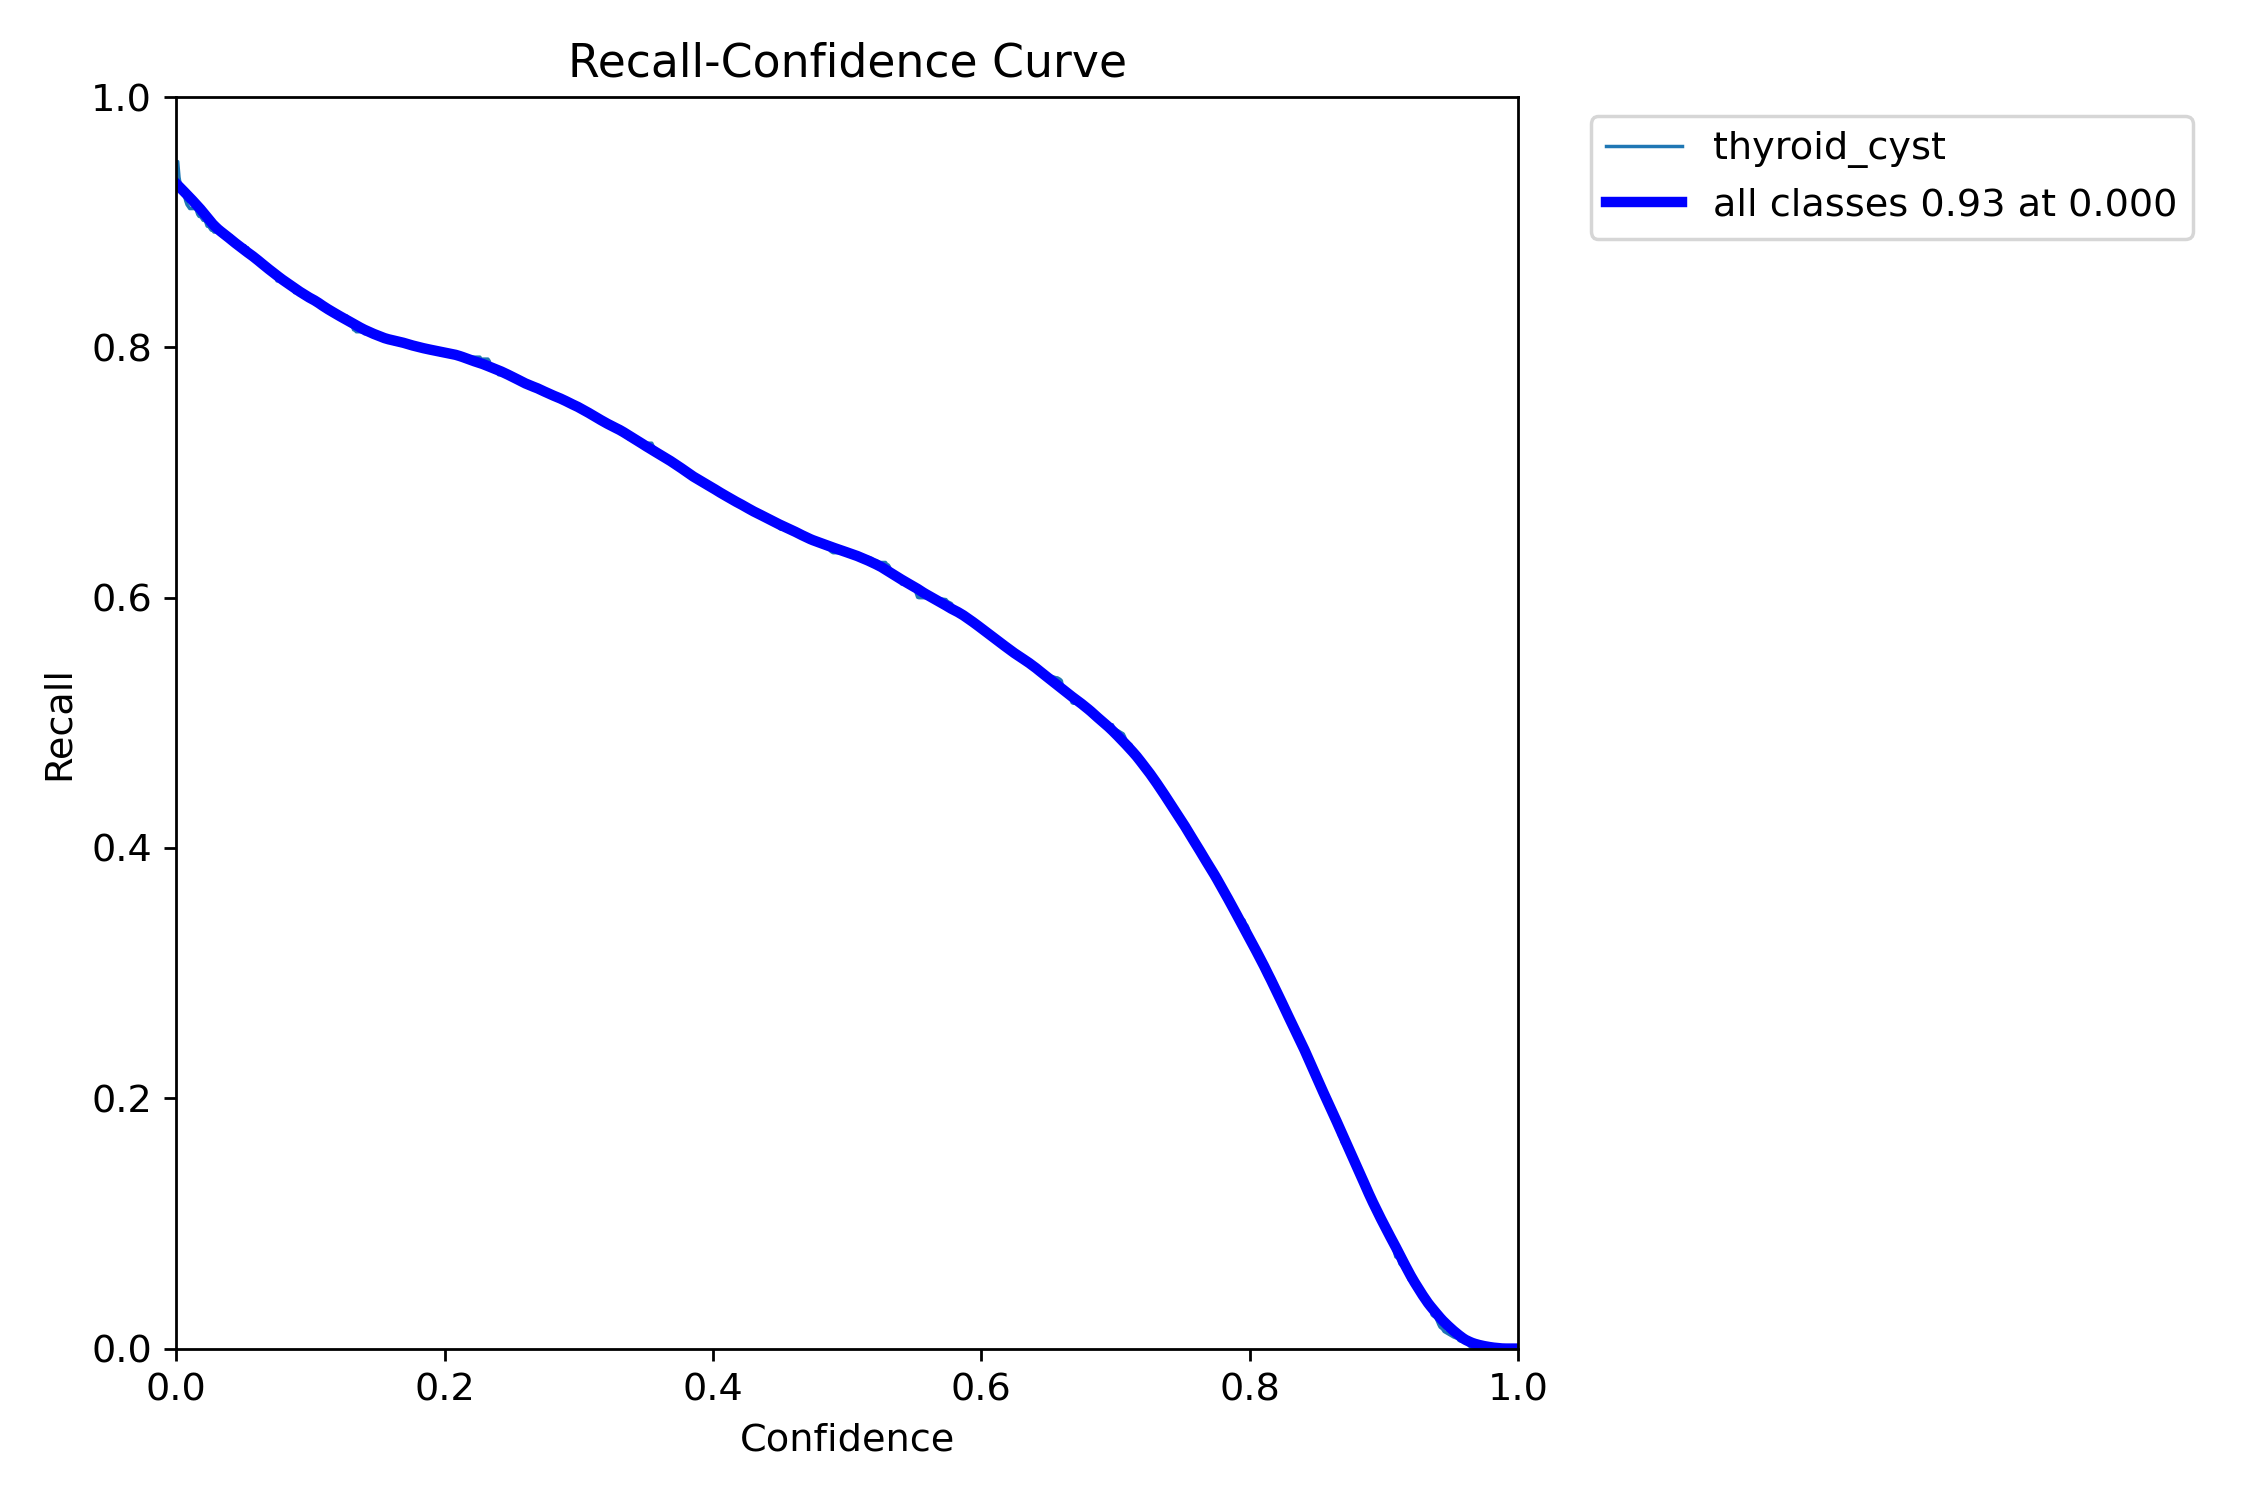 Recall-Confidence Curve
1.0
0.8
0.6
0.4
0.2
0.0
Recall
0.0 0.2 0.4 0.6 0.8 1.0
Confidence
thyroid_cyst
all classes 0.93 at 0.000